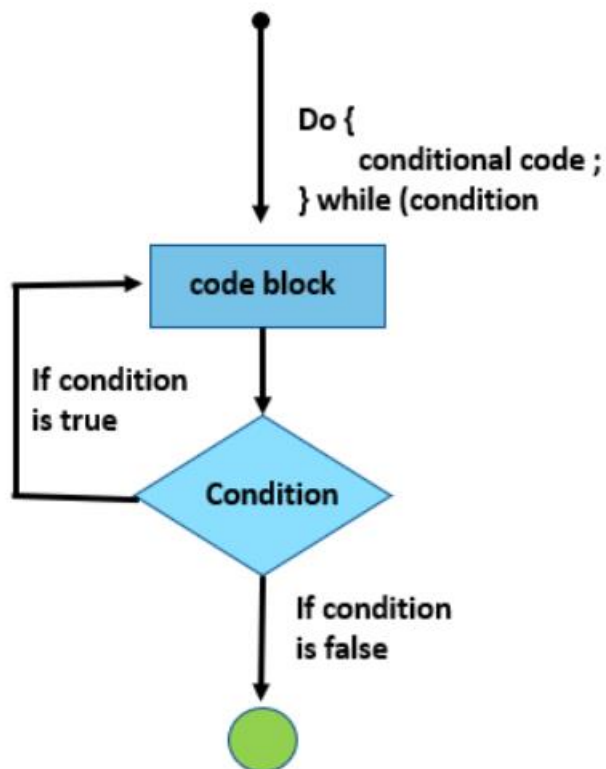 Do {
conditional code ;
} while (condition
code block
If condition
is true
Condition
If condition
is false